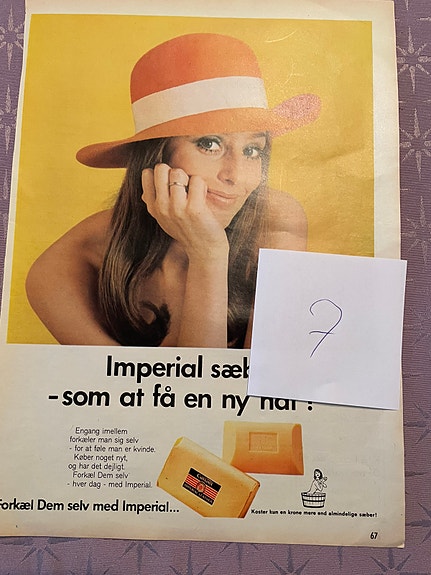 7
Imperial sæb
- som at få en ny hat !
Engang imellem
forkæler man sig selv
- for at føle man er kvinde.
Køber noget nyt,
og har det dejligt.
Forkæl Dem selv
- hver dag - med Imperial.
Forkæl Dem selv med Imperial...
Koster kun en krone mere end almindelige sæber!
67